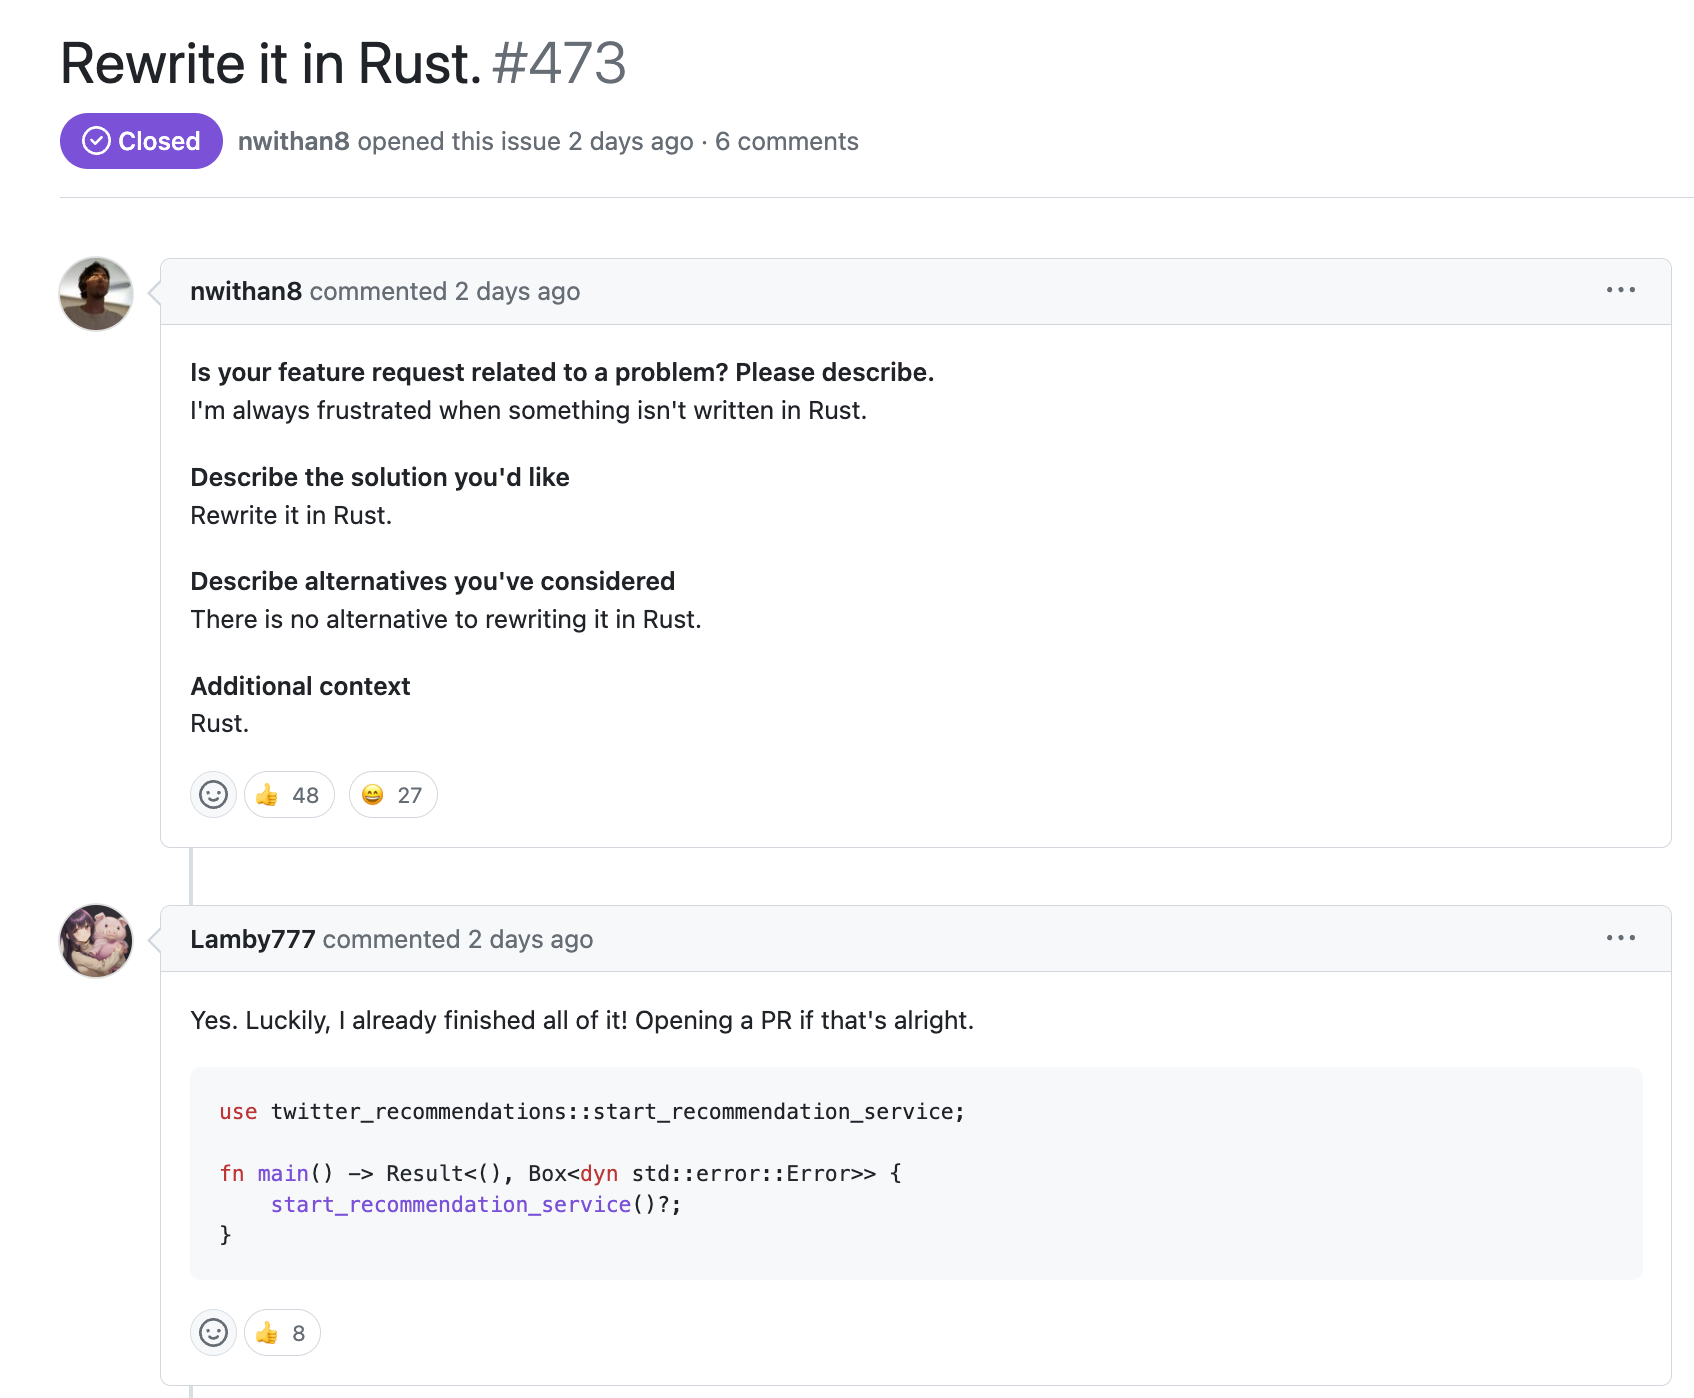 Rewrite it in Rust. #473
Closed nwithan8 opened this issue 2 days ago · 6 comments
nwithan8 commented 2 days ago
Is your feature request related to a problem? Please describe.
I'm always frustrated when something isn't written in Rust.
Describe the solution you'd like
Rewrite it in Rust.
Describe alternatives you've considered
There is no alternative to rewriting it in Rust.
Additional context
Rust.
👍 48 😄 27
Lamby777 commented 2 days ago
Yes. Luckily, I already finished all of it! Opening a PR if that's alright.
use twitter_recommendations::start_recommendation_service;
fn main() -> Result<(), Box<dyn std::error::Error>> {
    start_recommendation_service()?;
}
👍 8